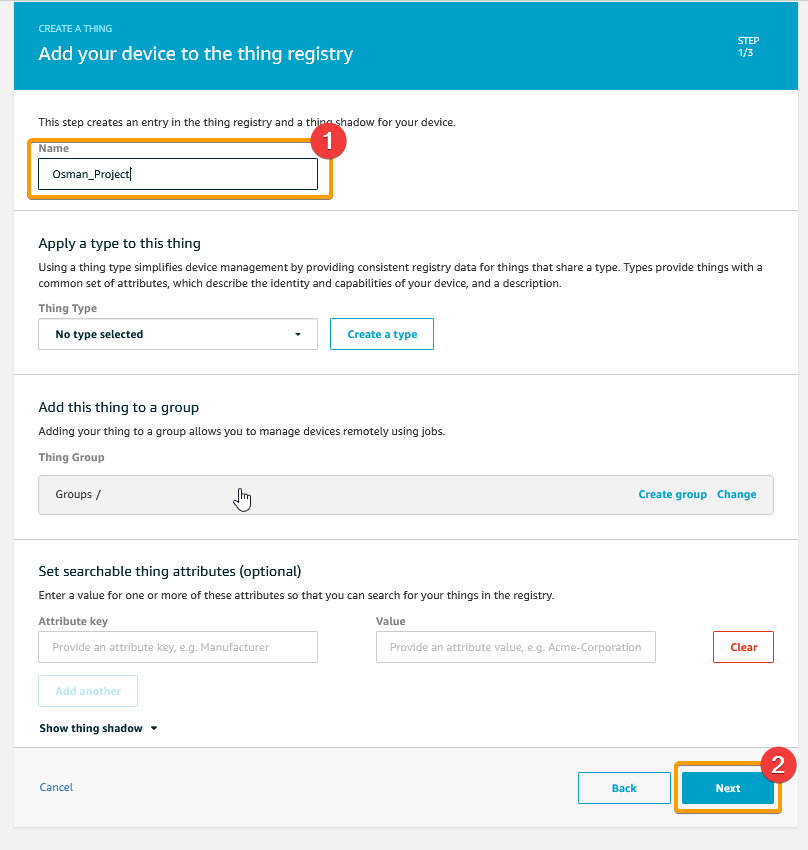 CREATE A THING
Add your device to the thing registry
STEP
1/3
This step creates an entry in the thing registry and a thing shadow for your device.
1
Name
Osman_Project
Apply a type to this thing
Using a thing type simplifies device management by providing consistent registry data for things that share a type. Types provide things with a
common set of attributes, which describe the identity and capabilities of your device, and a description.
Thing Type
No type selected
Create a type
Add this thing to a group
Adding your thing to a group allows you to manage devices remotely using jobs.
Thing Group
Groups /
Create group
Change
Set searchable thing attributes (optional)
Enter a value for one or more of these attributes so that you can search for your things in the registry.
Attribute key
Value
Provide an attribute key, e.g. Manufacturer
Provide an attribute value, e.g. Acme-Corporation
Clear
Add another
Show thing shadow
2
Cancel
Back
Next